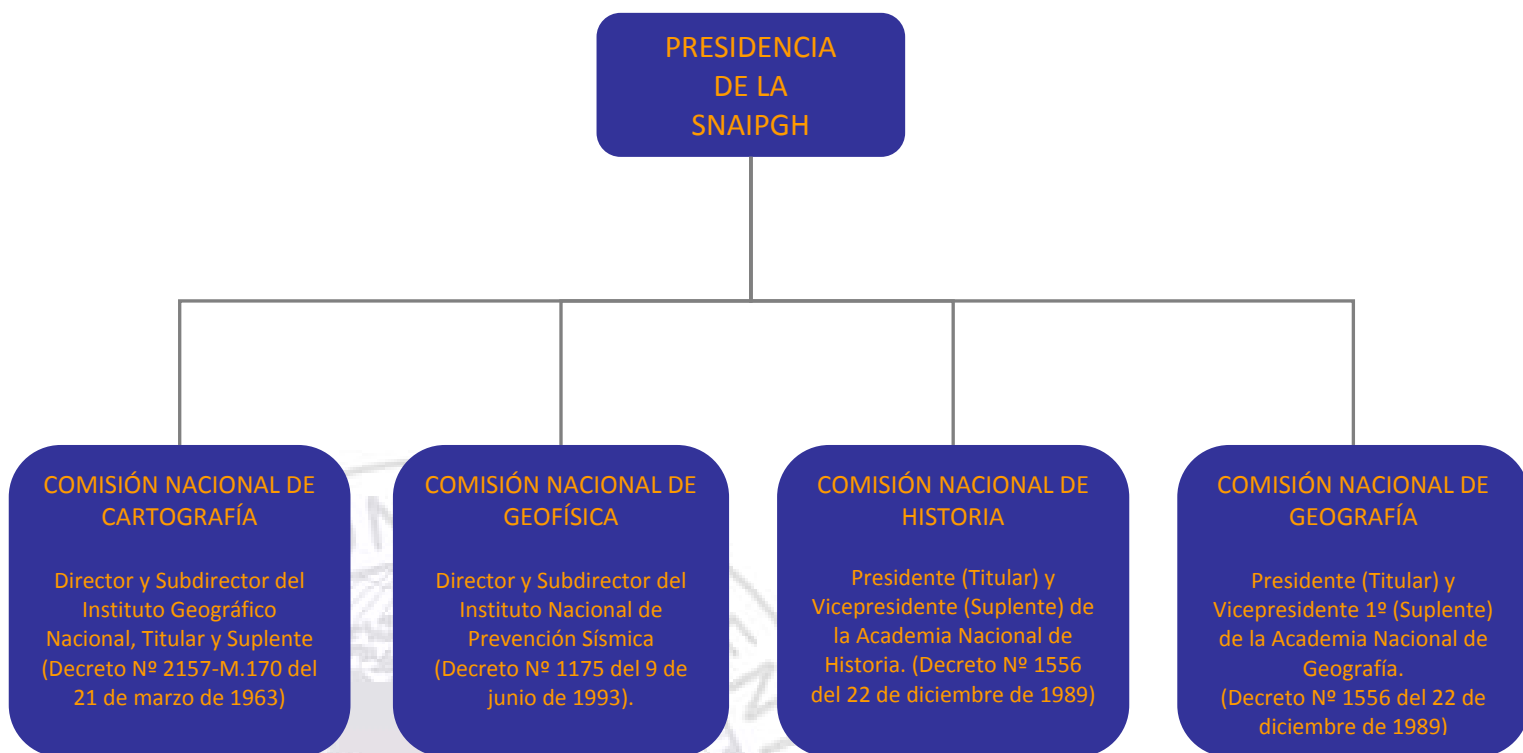 PRESIDENCIA
DE LA
SNAIPGH
COMISIÓN NACIONAL DE
CARTOGRAFÍA
Director y Subdirector del
Instituto Geográfico
Nacional, Titular y Suplente
(Decreto Nº 2157-M.170 del
21 de marzo de 1963)
COMISIÓN NACIONAL DE
GEOFÍSICA
Director y Subdirector del
Instituto Nacional de
Prevención Sísmica
(Decreto Nº 1175 del 9 de
junio de 1993).
COMISIÓN NACIONAL DE
HISTORIA
Presidente (Titular) y
Vicepresidente (Suplente) de
la Academia Nacional de
Historia. (Decreto Nº 1556
del 22 de diciembre de 1989)
COMISIÓN NACIONAL DE
GEOGRAFÍA
Presidente (Titular) y
Vicepresidente 1º (Suplente)
de la Academia Nacional de
Geografía.
(Decreto Nº 1556 del 22 de
diciembre de 1989)